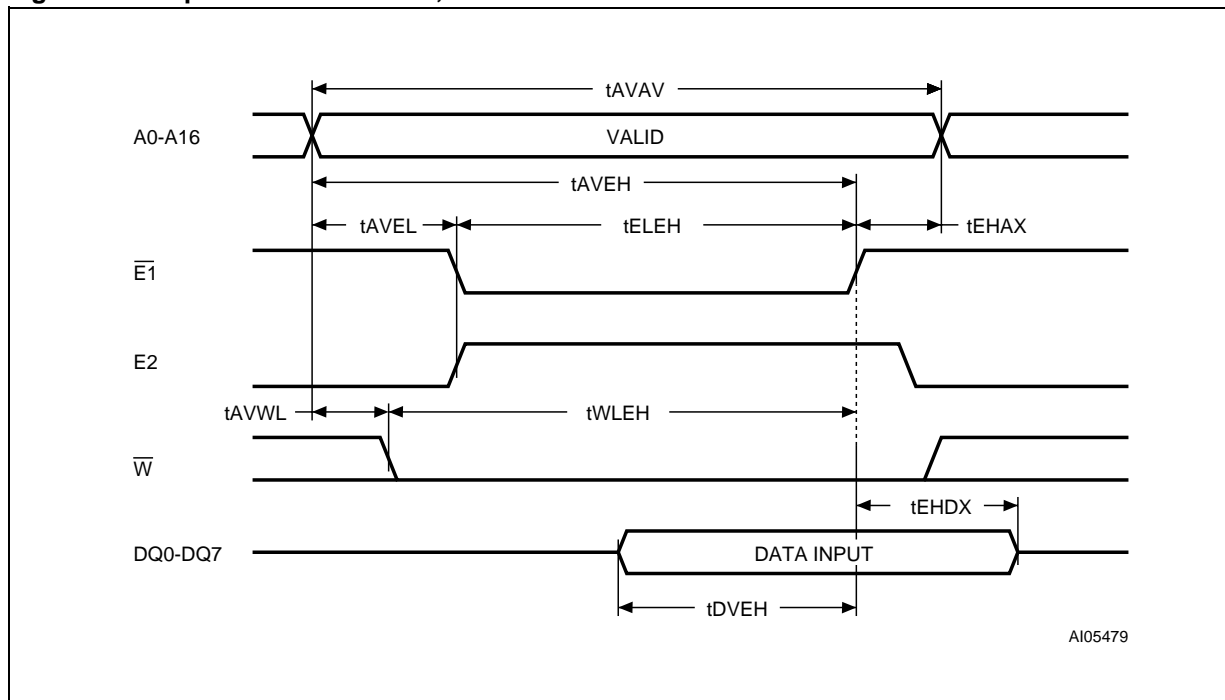 tAVAV
A0-A16
VALID
tAVEH
tAVEL
tELEH
tEHAX
E1
E2
tAVWL
tWLEH
W
tEHDX
DQ0-DQ7
DATA INPUT
tDVEH
AI05479